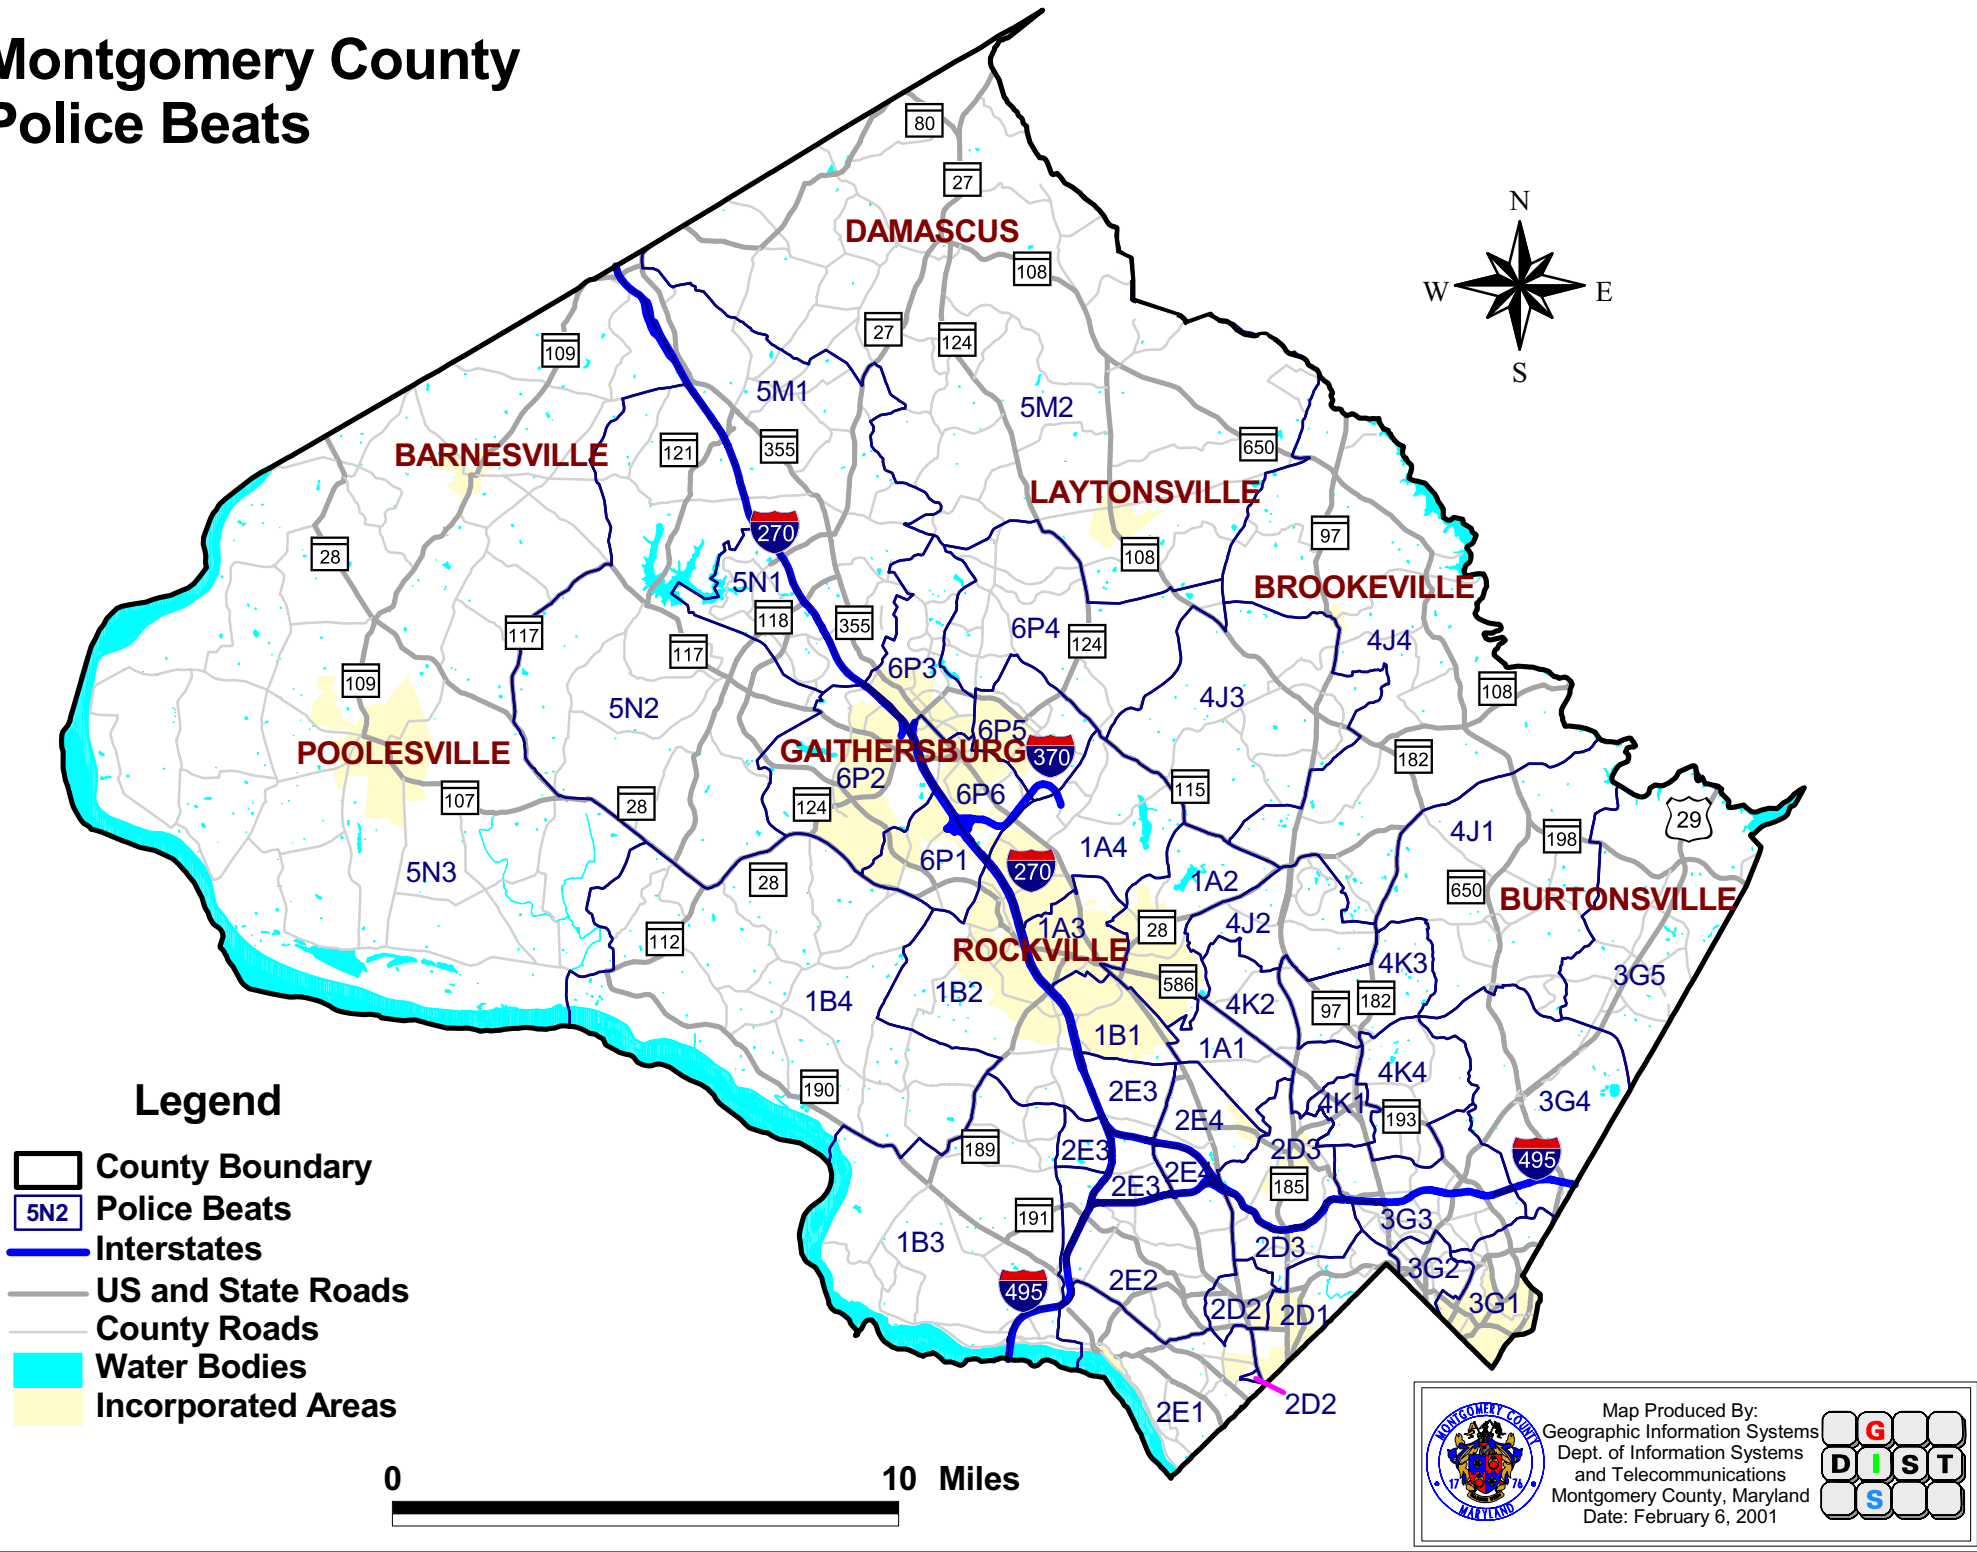 Montgomery County
Police Beats
80
27
DAMASCUS
108
N
W E
S
27
124
109
5M1
5M2
BARNESVILLE
121
355
650
LAYTONSVILLE
270
97
28
108
5N1
BROOKEVILLE
118
355
117
117
6P4
124
4J4
6P3
109
108
5N2
4J3
6P5
POOLESVILLE
GAITHERSBURG
370
182
6P2
107
28
124
6P6
115
29
4J1
198
5N3
6P1
1A4
270
28
1A2
650
BURTONSVILLE
112
1A3
28
4J2
ROCKVILLE
4K3
3G5
586
1B4
1B2
4K2
97
182
1B1
1A1
190
4K4
2E3
4K1
3G4
193
2E4
189
2E3
2D3
495
2E3
2E4
185
191
3G3
1B3
2D3
3G2
495
2E2
2D2
2D1
3G1
2D2
2E1
Legend
County Boundary
5N2 Police Beats
Interstates
US and State Roads
County Roads
Water Bodies
Incorporated Areas
0 10 Miles
MONTGOMERY COUNTY
17 76
MARYLAND
Map Produced By:
Geographic Information Systems
Dept. of Information Systems
and Telecommunications
Montgomery County, Maryland
Date: February 6, 2001
G
D I S T
S